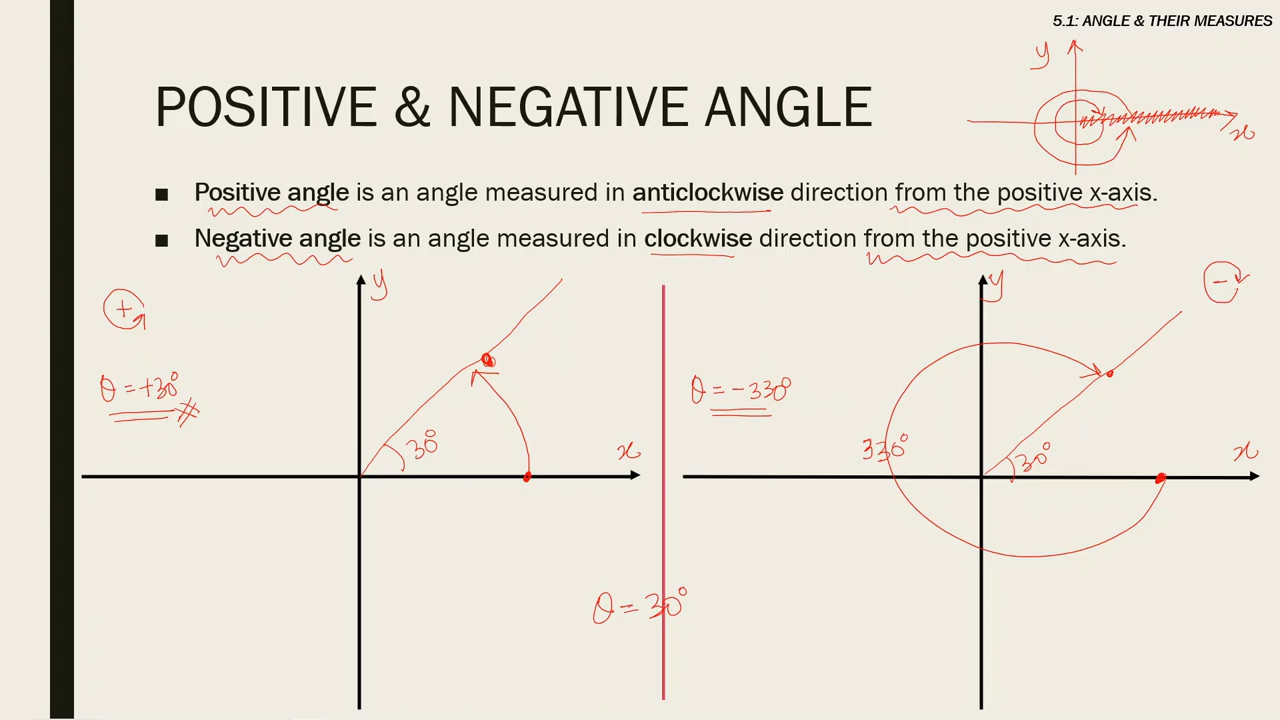 5.1: ANGLE & THEIR MEASURES
y
x
POSITIVE & NEGATIVE ANGLE
■ Positive angle is an angle measured in anticlockwise direction from the positive x-axis.
■ Negative angle is an angle measured in clockwise direction from the positive x-axis.
+
y
θ = +30°
30°
x
y
−
θ = −330°
330°
30°
x
θ = 30°